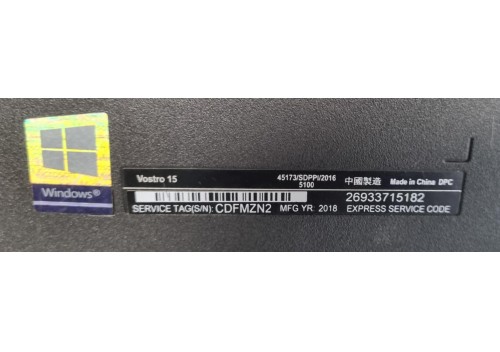 Windows®
Vostro 15
45173/SDPPI/2016
5100
中國製造 Made in China DPC
SERVICE TAG(S/N): CDFMZN2 MFG YR: 2018
26933715182
EXPRESS SERVICE CODE